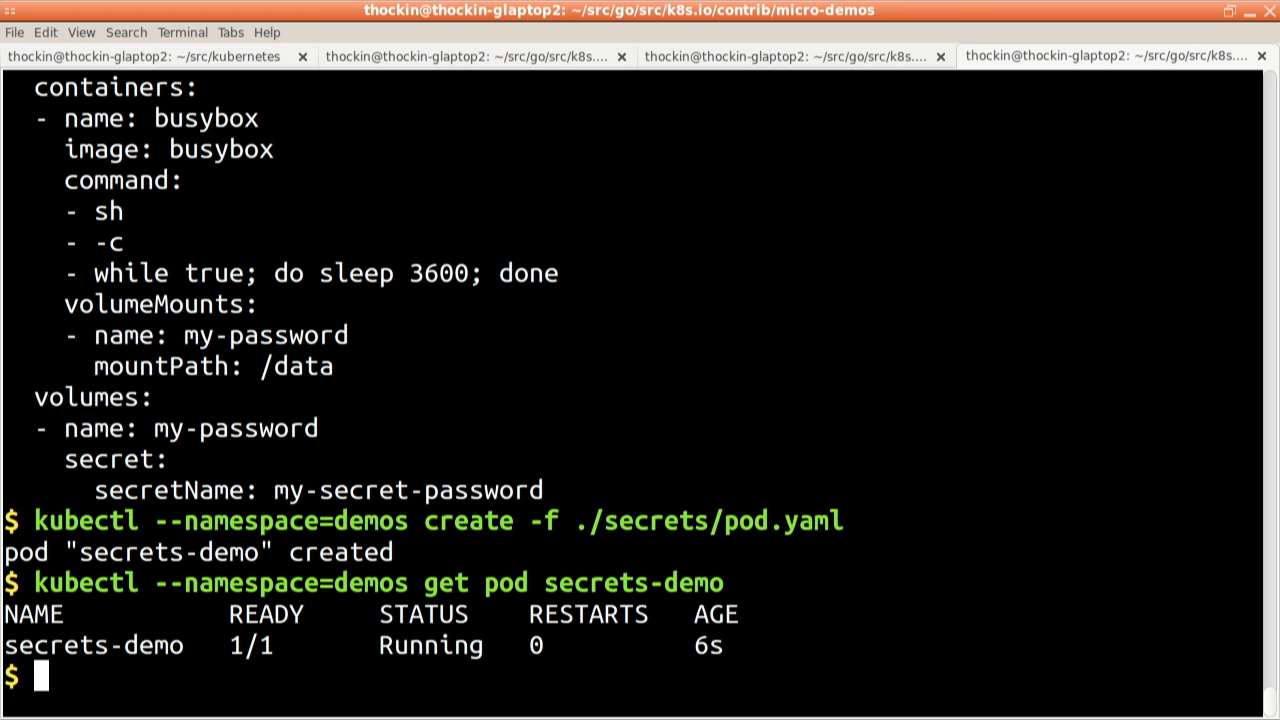 thockin@thockin-glaptop2: ~/src/go/src/k8s.io/contrib/micro-demos
File Edit View Search Terminal Tabs Help
thockin@thockin-glaptop2: ~/src/kubernetes
thockin@thockin-glaptop2: ~/src/go/src/k8s....
thockin@thockin-glaptop2: ~/src/go/src/k8s....
thockin@thockin-glaptop2: ~/src/go/src/k8s....
  containers:
  - name: busybox
    image: busybox
    command:
    - sh
    - -c
    - while true; do sleep 3600; done
    volumeMounts:
    - name: my-password
      mountPath: /data
  volumes:
  - name: my-password
    secret:
      secretName: my-secret-password
$ kubectl --namespace=demos create -f ./secrets/pod.yaml
pod "secrets-demo" created
$ kubectl --namespace=demos get pod secrets-demo
NAME           READY     STATUS    RESTARTS   AGE
secrets-demo   1/1       Running   0          6s
$